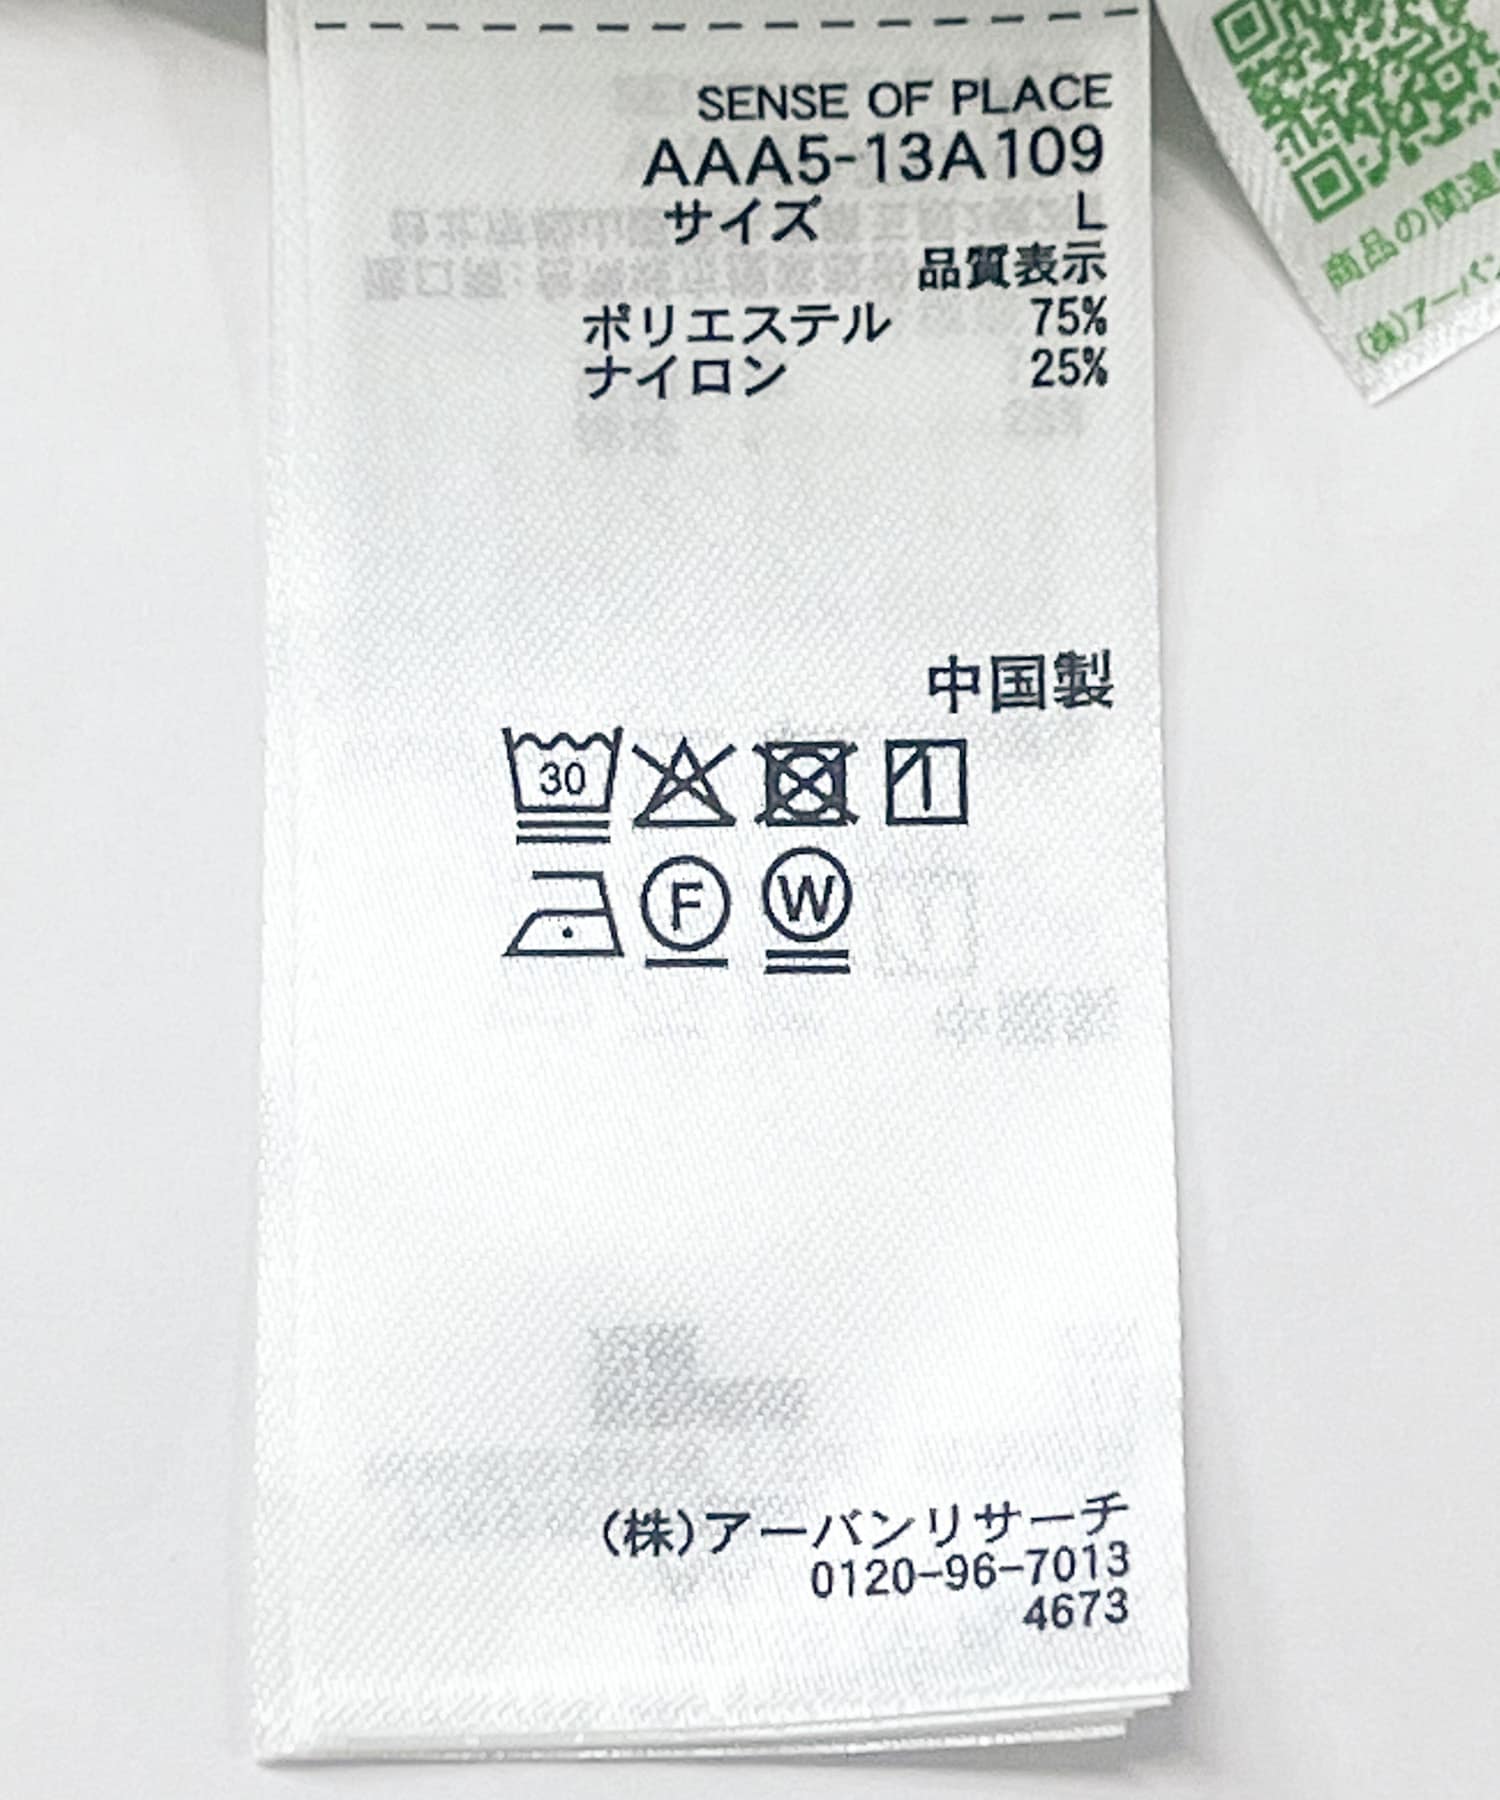 SENSE OF PLACE
AAA5-13A109
サイズ L
品質表示
ポリエステル 75%
ナイロン 25%
中国製
30
F W
(株)アーバンリサーチ
0120-96-7013
4673
商品の関連
(株)アーバン